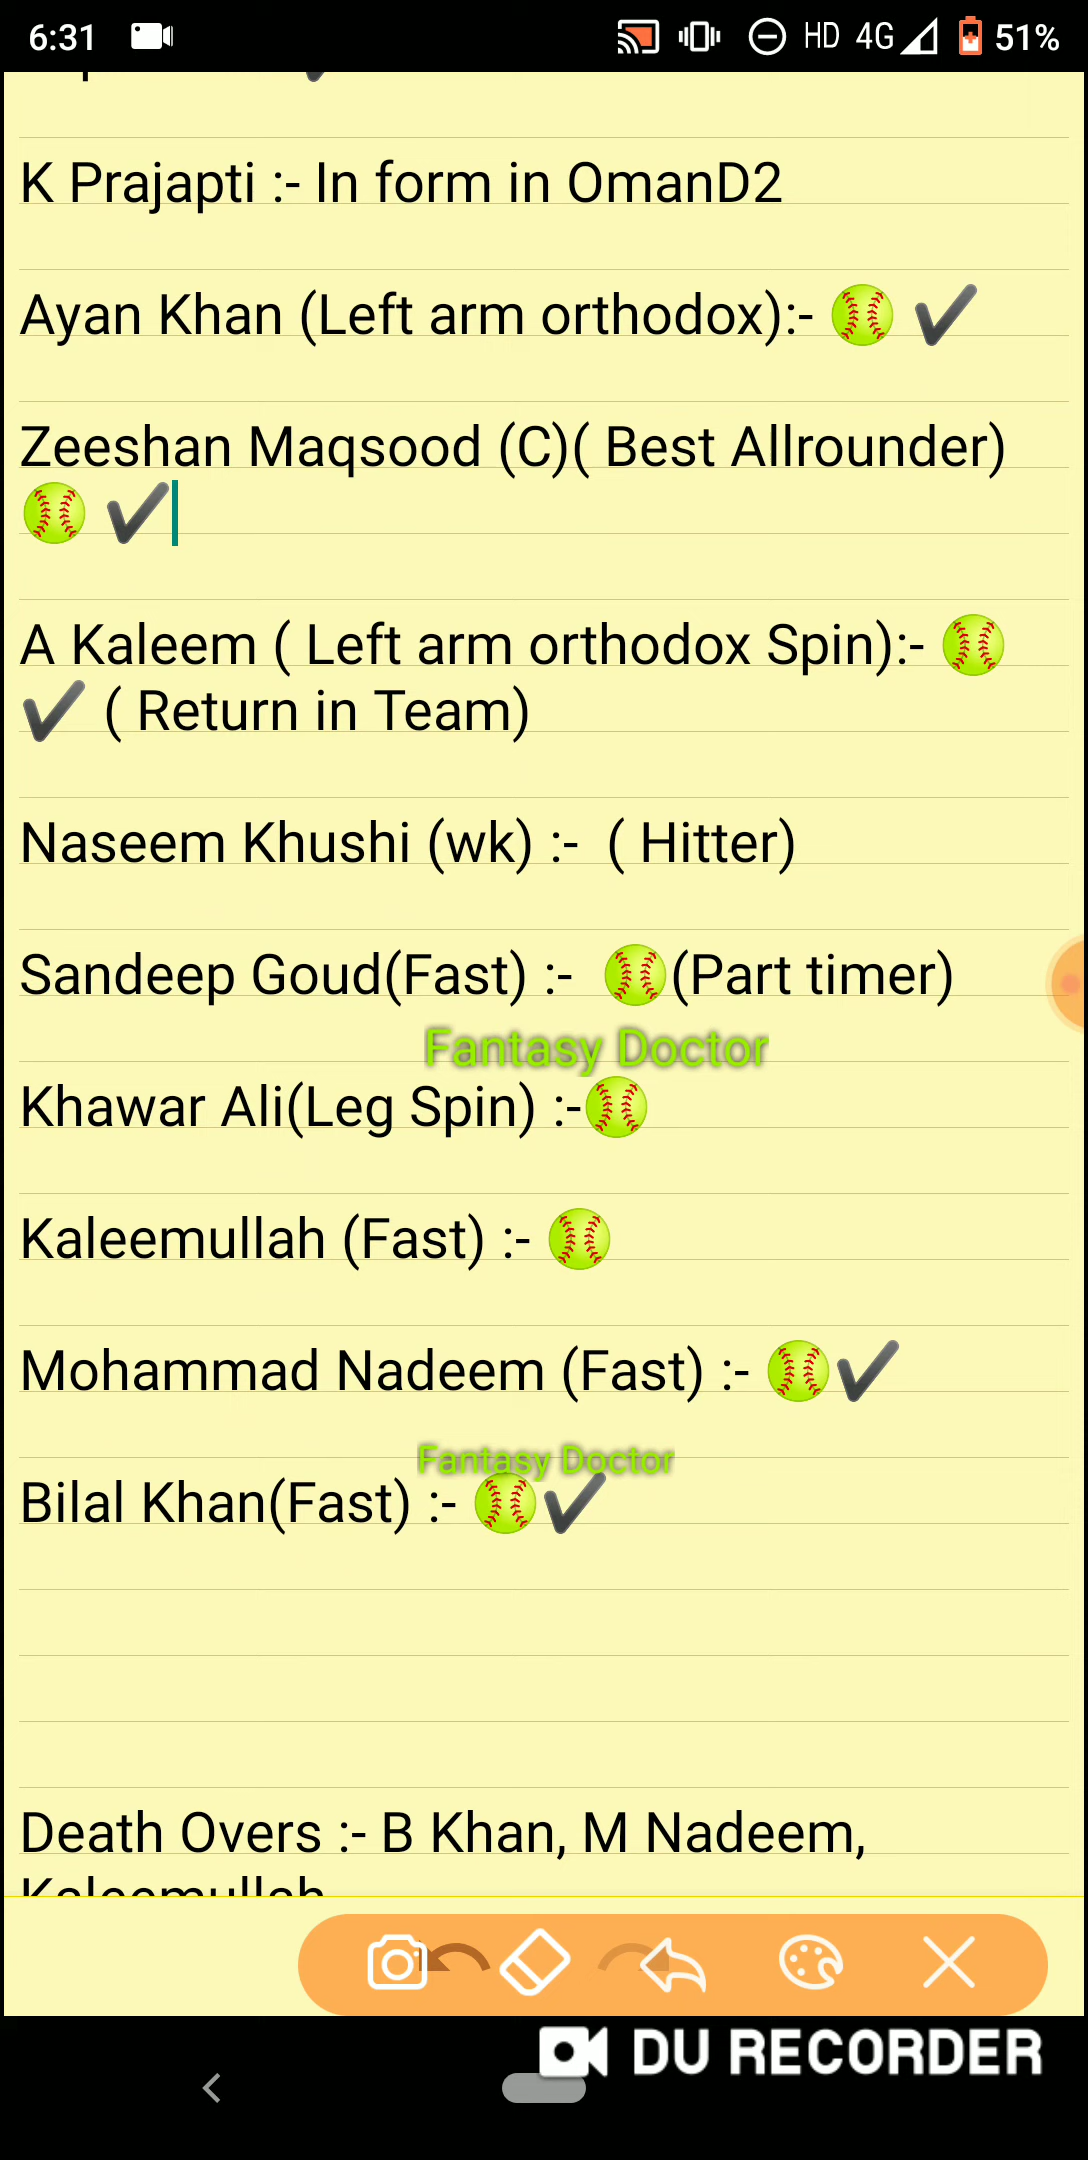 6:31 HD 4G 51%
K Prajapti :- In form in OmanD2
Ayan Khan (Left arm orthodox):- 🥎 ✔
Zeeshan Maqsood (C)( Best Allrounder)
🥎 ✔
A Kaleem ( Left arm orthodox Spin):- 🥎
✔ ( Return in Team)
Naseem Khushi (wk) :-  ( Hitter)
Sandeep Goud(Fast) :-  🥎(Part timer)
Fantasy Doctor
Khawar Ali(Leg Spin) :-🥎
Kaleemullah (Fast) :- 🥎
Mohammad Nadeem (Fast) :- 🥎✔
Fantasy Doctor
Bilal Khan(Fast) :- 🥎✔
Death Overs :- B Khan, M Nadeem,
Kaleemullah
DU RECORDER